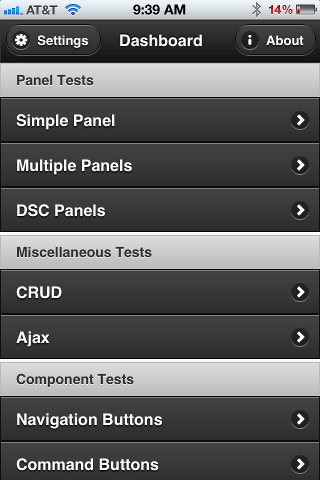 AT&T 9:39 AM 14%
Settings Dashboard About
Panel Tests
Simple Panel
Multiple Panels
DSC Panels
Miscellaneous Tests
CRUD
Ajax
Component Tests
Navigation Buttons
Command Buttons